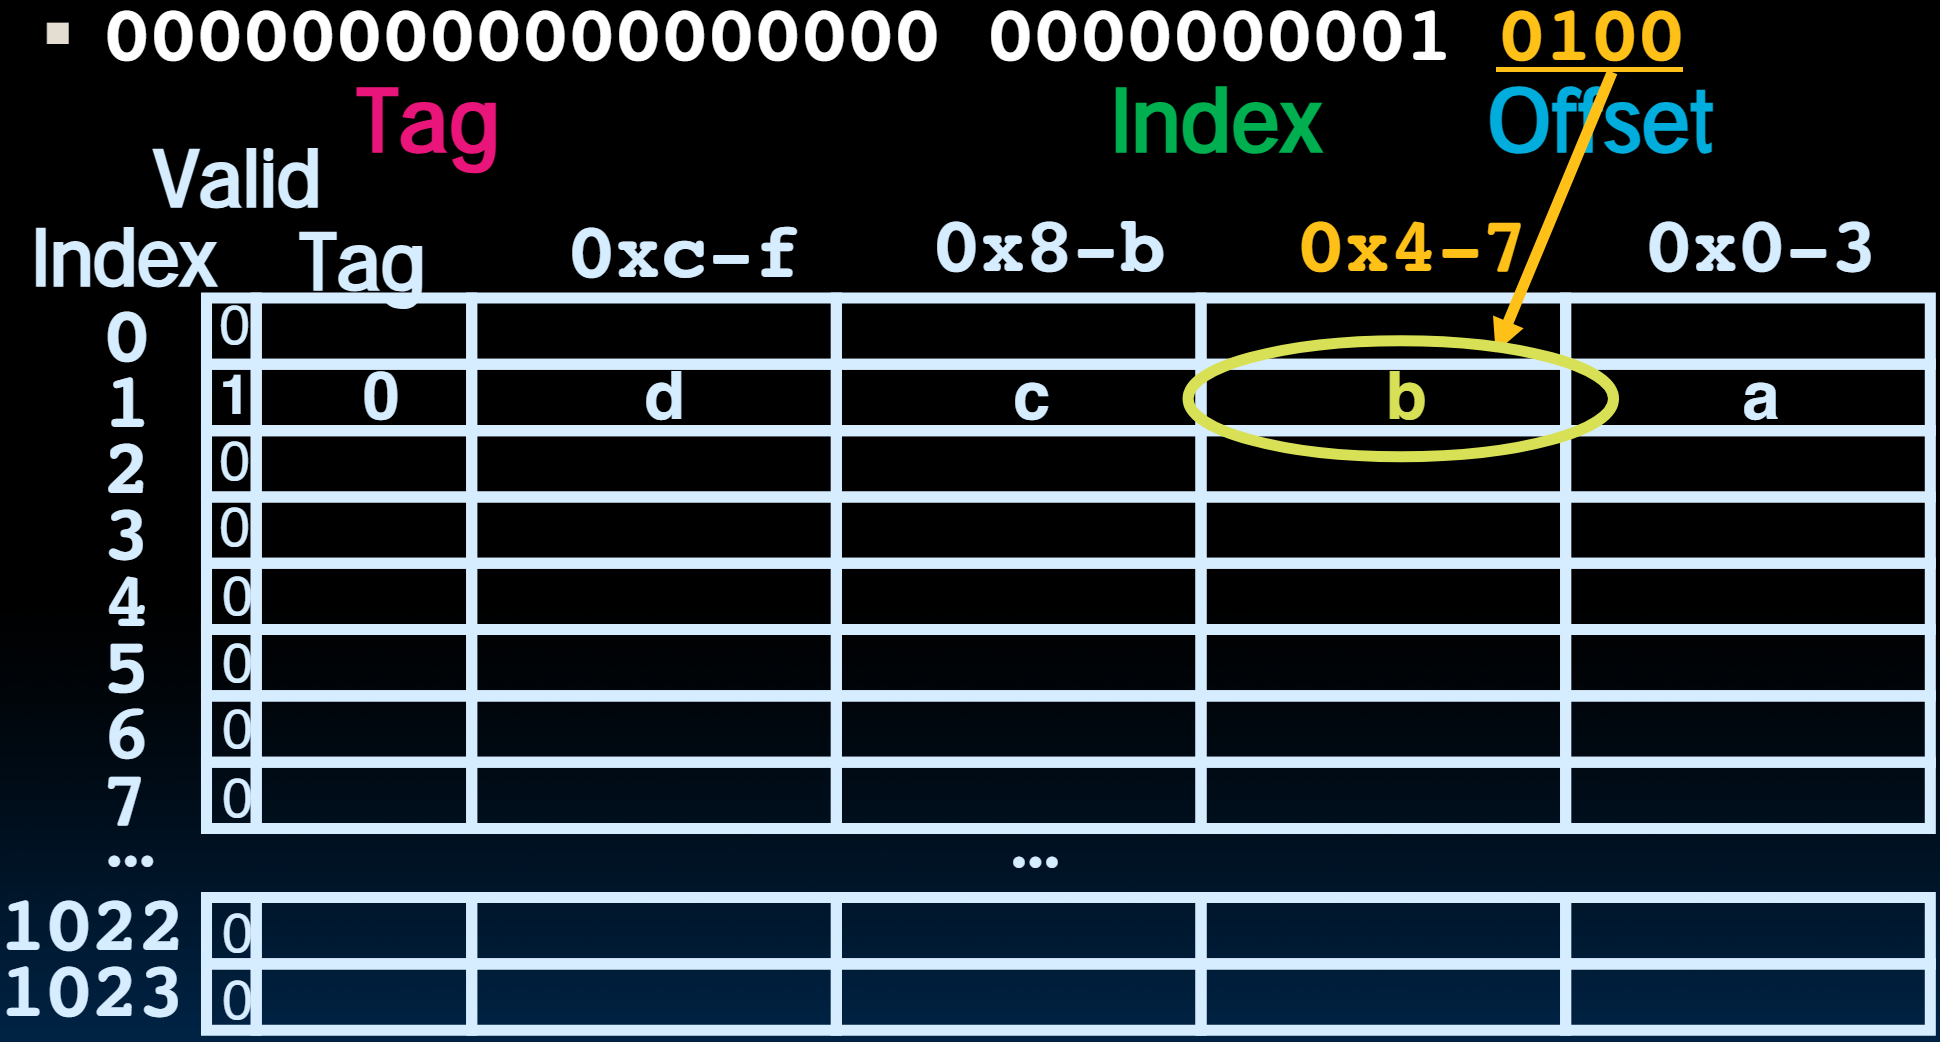 ▪ 000000000000000000 0000000001 0100
Tag Index Offset
Valid
Index Tag 0xc-f 0x8-b 0x4-7 0x0-3
0 0
1 1 0 d c b a
2 0
3 0
4 0
5 0
6 0
7 0
... ...
1022 0
1023 0